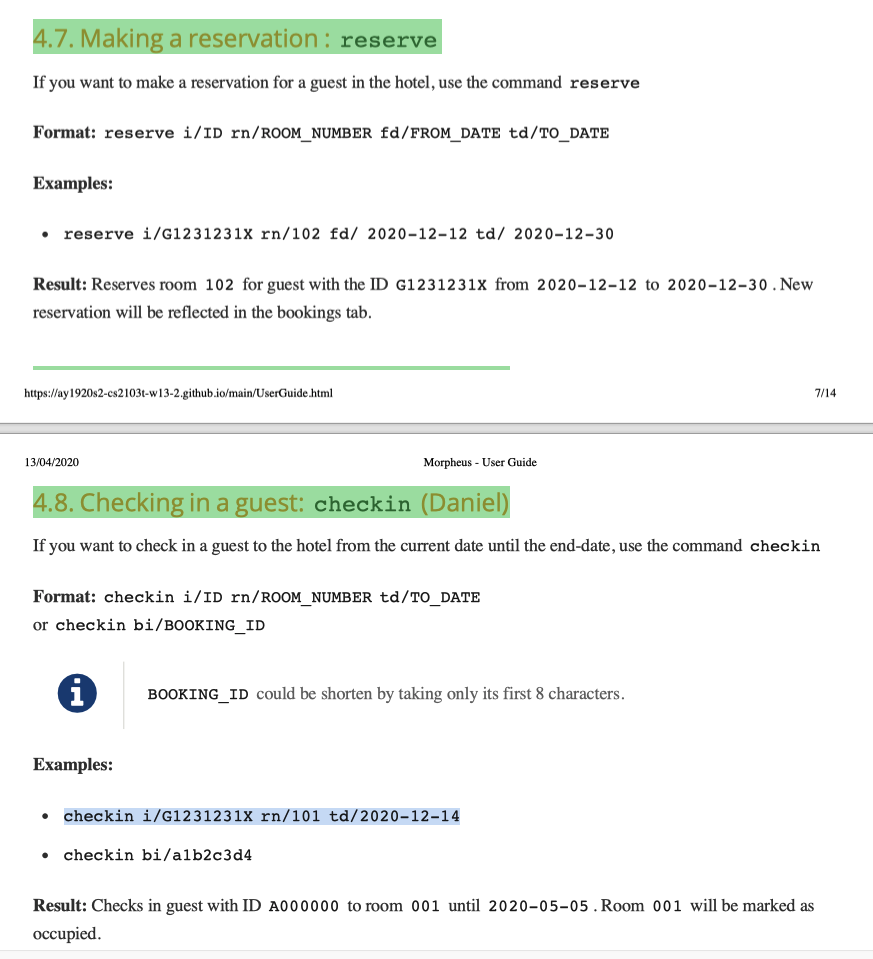 4.7. Making a reservation : reserve
If you want to make a reservation for a guest in the hotel, use the command reserve
Format: reserve i/ID rn/ROOM_NUMBER fd/FROM_DATE td/TO_DATE
Examples:
• reserve i/G1231231X rn/102 fd/ 2020-12-12 td/ 2020-12-30
Result: Reserves room 102 for guest with the ID G1231231X from 2020-12-12 to 2020-12-30 . New
reservation will be reflected in the bookings tab.
https://ay1920s2-cs2103t-w13-2.github.io/main/UserGuide.html 7/14
13/04/2020 Morpheus - User Guide
4.8. Checking in a guest: checkin (Daniel)
If you want to check in a guest to the hotel from the current date until the end-date, use the command checkin
Format: checkin i/ID rn/ROOM_NUMBER td/TO_DATE
or checkin bi/BOOKING_ID
BOOKING_ID could be shorten by taking only its first 8 characters.
Examples:
• checkin i/G1231231X rn/101 td/2020-12-14
• checkin bi/a1b2c3d4
Result: Checks in guest with ID A000000 to room 001 until 2020-05-05 . Room 001 will be marked as
occupied.